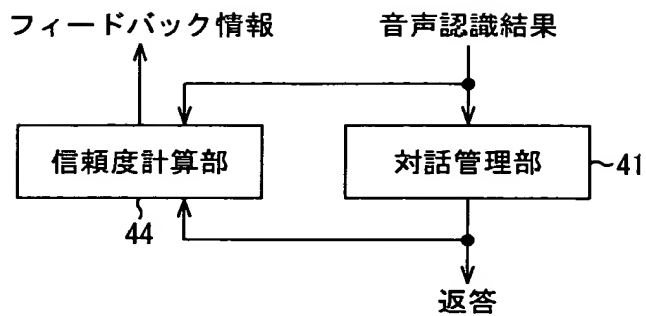 フィードバック情報
音声認識結果
信頼度計算部
対話管理部
41
44
返答